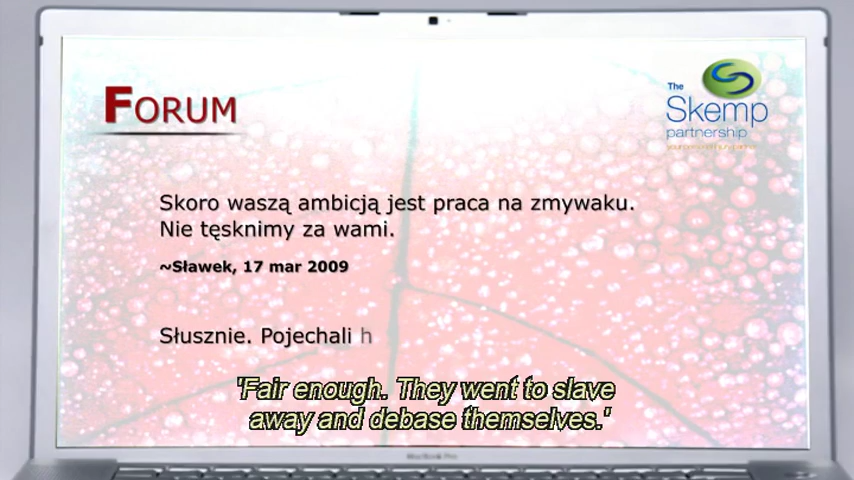 FORUM
The
Skemp
partnership
Skoro waszą ambicją jest praca na zmywaku.
Nie tęsknimy za wami.
~Sławek, 17 mar 2009
Słusznie. Pojechali h
'Fair enough. They went to slave
away and debase themselves.'
MacBook Pro